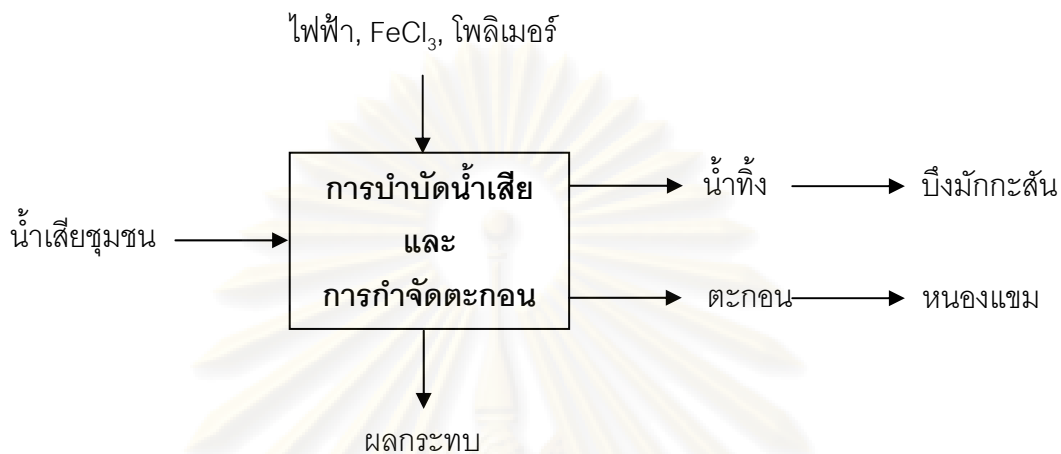 ไฟฟ้า, FeCl₃, โพลิเมอร์
น้ำเสียชุมชน
การบำบัดน้ำเสีย
และ
การกำจัดตะกอน
น้ำทิ้ง
บึงมักกะสัน
ตะกอน
หนองแขม
ผลกระทบ